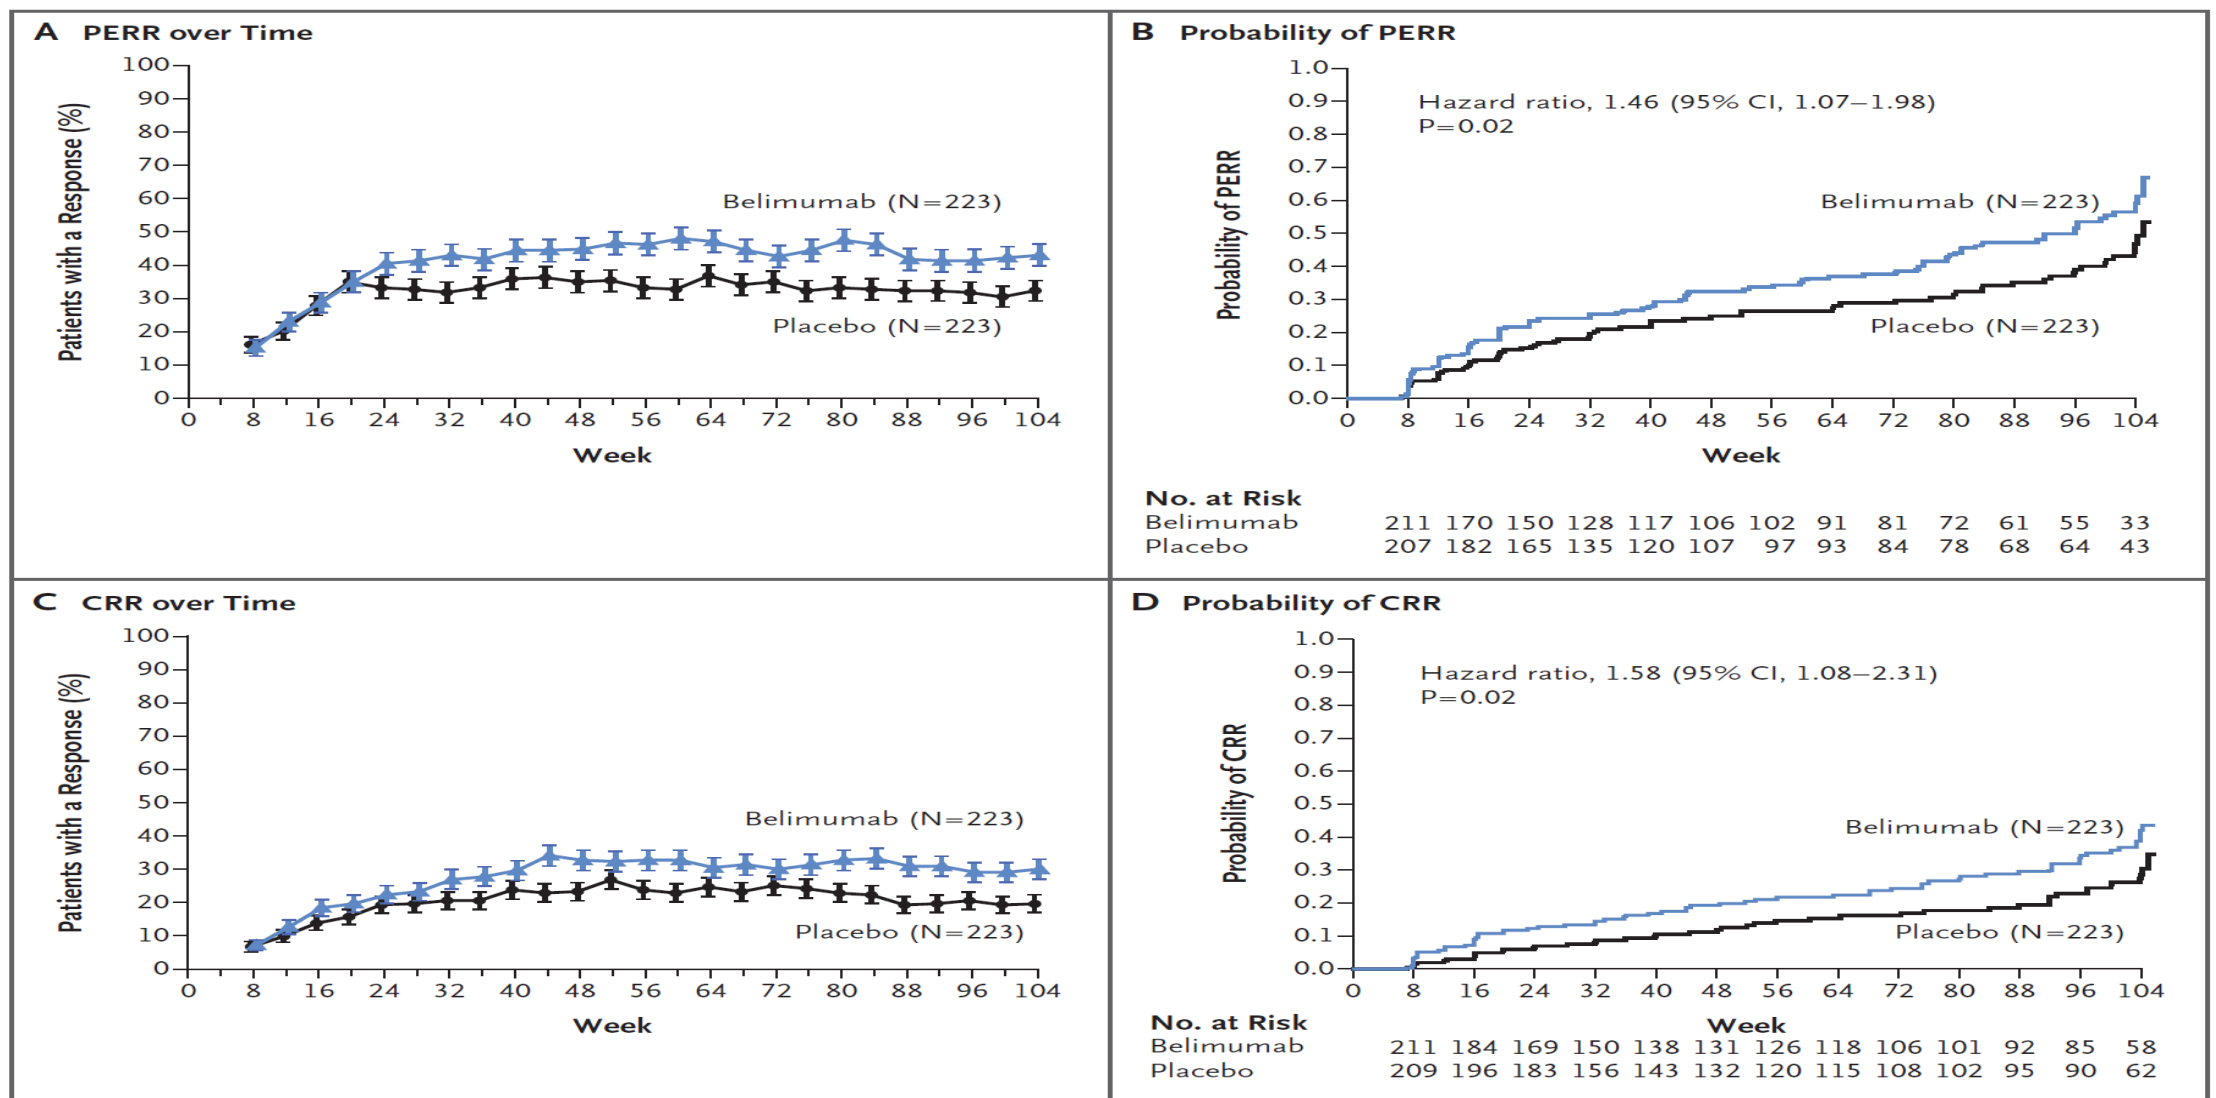 A PERR over Time
Patients with a Response (%)
100
90
80
70
60
50
40
30
20
10
0
Belimumab (N=223)
Placebo (N=223)
0 8 16 24 32 40 48 56 64 72 80 88 96 104
Week
B Probability of PERR
Probability of PERR
1.0
0.9
0.8
0.7
0.6
0.5
0.4
0.3
0.2
0.1
0.0
Hazard ratio, 1.46 (95% CI, 1.07–1.98)
P=0.02
Belimumab (N=223)
Placebo (N=223)
0 8 16 24 32 40 48 56 64 72 80 88 96 104
Week
No. at Risk
Belimumab 211 170 150 128 117 106 102 91 81 72 61 55 33
Placebo 207 182 165 135 120 107 97 93 84 78 68 64 43
C CRR over Time
Patients with a Response (%)
100
90
80
70
60
50
40
30
20
10
0
Belimumab (N=223)
Placebo (N=223)
0 8 16 24 32 40 48 56 64 72 80 88 96 104
Week
D Probability of CRR
Probability of CRR
1.0
0.9
0.8
0.7
0.6
0.5
0.4
0.3
0.2
0.1
0.0
Hazard ratio, 1.58 (95% CI, 1.08–2.31)
P=0.02
Belimumab (N=223)
Placebo (N=223)
0 8 16 24 32 40 48 56 64 72 80 88 96 104
Week
No. at Risk
Belimumab 211 184 169 150 138 131 126 118 106 101 92 85 58
Placebo 209 196 183 156 143 132 120 115 108 102 95 90 62